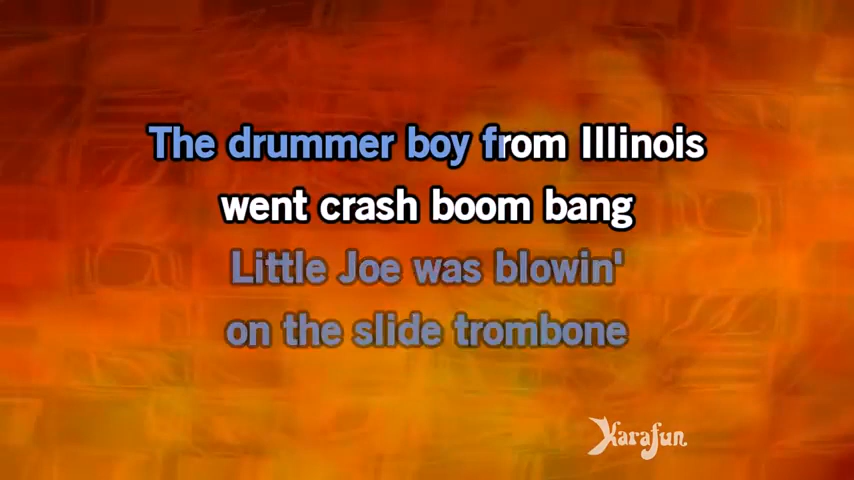 The drummer boy from Illinois
went crash boom bang
Little Joe was blowin'
on the slide trombone
Karafun